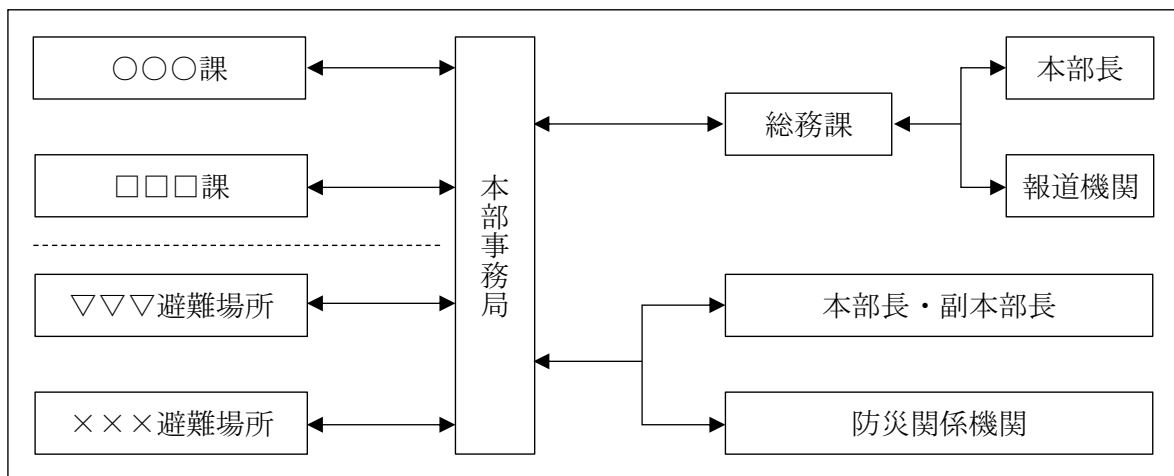 ○○○課
□□□課
▽▽▽避難場所
×××避難場所
本部事務局
総務課
本部長
報道機関
本部長・副本部長
防災関係機関